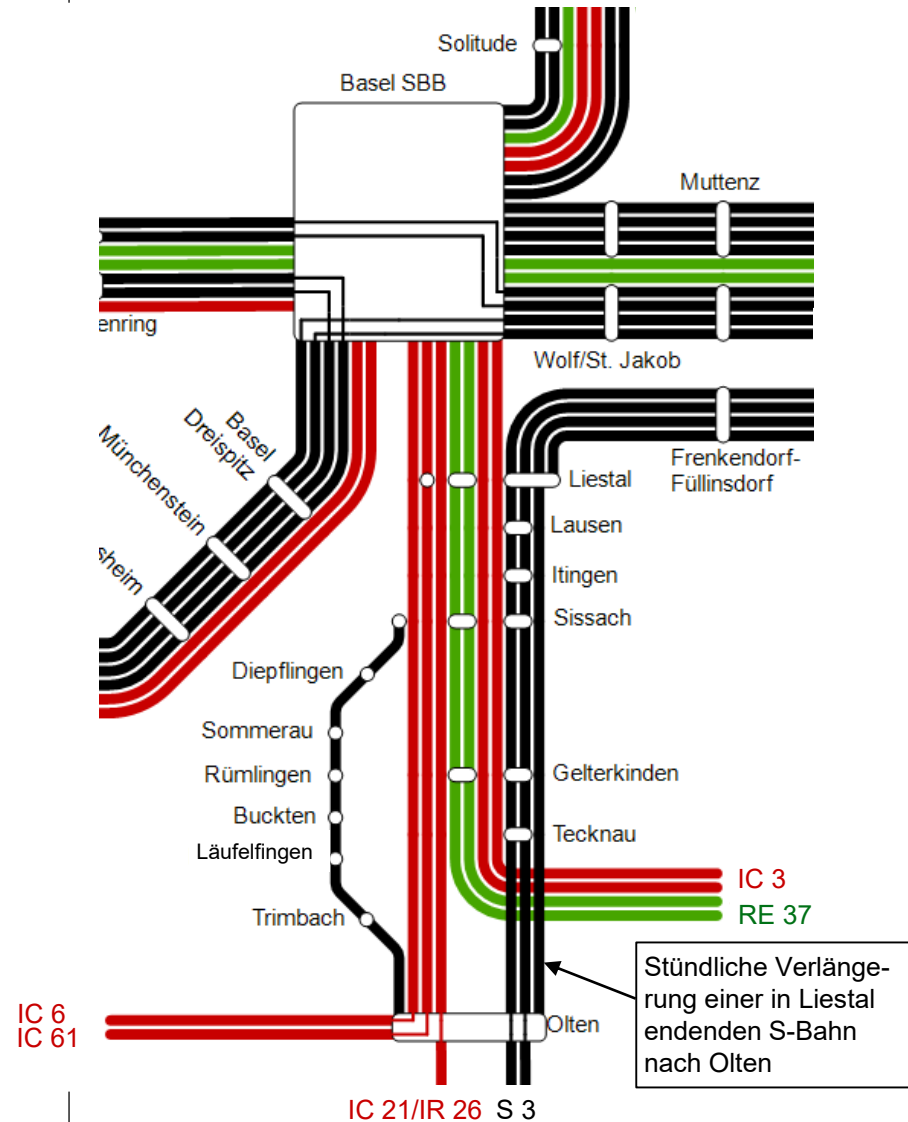 Solitude
Basel SBB
Muttenz
enring
Wolf/St. Jakob
Basel
Dreispitz
Münchenstein
sheim
Frenkendorf-
Füllinsdorf
Liestal
Lausen
Itingen
Sissach
Diepflingen
Sommerau
Rümlingen
Gelterkinden
Buckten
Tecknau
Läufelfingen
IC 3
RE 37
Trimbach
Stündliche Verlänge-
rung einer in Liestal
endenden S-Bahn
nach Olten
IC 6
IC 61
Olten
IC 21/IR 26 S 3